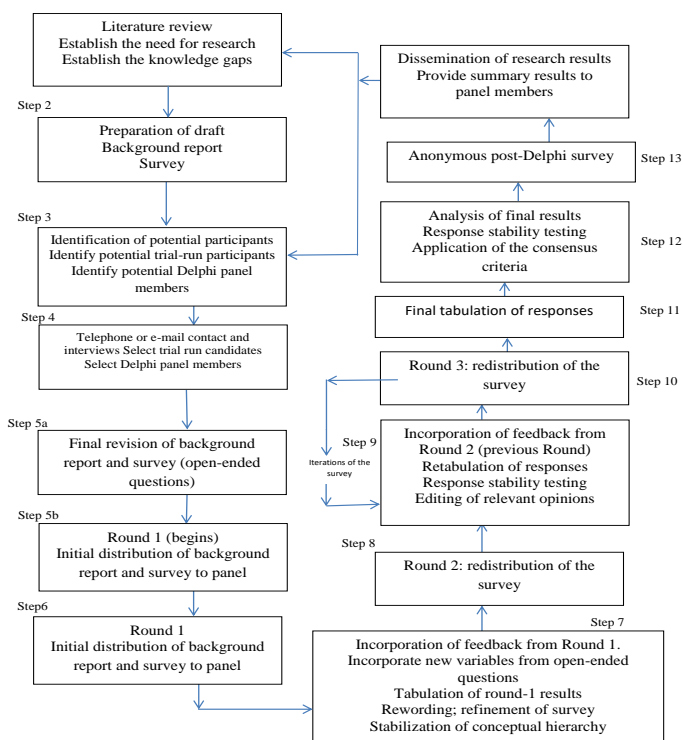 Literature review
Establish the need for research
Establish the knowledge gaps
Step 2
Preparation of draft
Background report
Survey
Step 3
Identification of potential participants
Identify potential trial-run participants
Identify potential Delphi panel
members
Step 4
Telephone or e-mail contact and
interviews Select trial run candidates
Select Delphi panel members
Step 5a
Final revision of background
report and survey (open-ended
questions)
Step 5b
Round 1 (begins)
Initial distribution of background
report and survey to panel
Step6
Round 1
Initial distribution of background
report and survey to panel
Step 7
Incorporation of feedback from Round 1.
Incorporate new variables from open-ended
questions
Tabulation of round-1 results
Rewording; refinement of survey
Stabilization of conceptual hierarchy
Step 8
Round 2: redistribution of the
survey
Step 9
Iterations of the
survey
Incorporation of feedback from
Round 2 (previous Round)
Retabulation of responses
Response stability testing
Editing of relevant opinions
Round 3: redistribution of the
survey
Step 10
Final tabulation of responses
Step 11
Analysis of final results
Response stability testing
Application of the consensus
criteria
Step 12
Anonymous post-Delphi survey
Step 13
Dissemination of research results
Provide summary results to
panel members